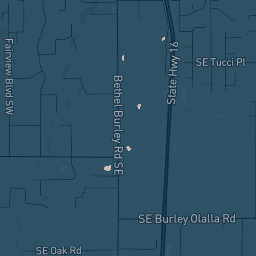 Fairview Blvd SW
Bethel Burley Rd SE
State Hwy 16
SE Tucci Pl
SE Burley Olalla Rd
SE Oak Rd